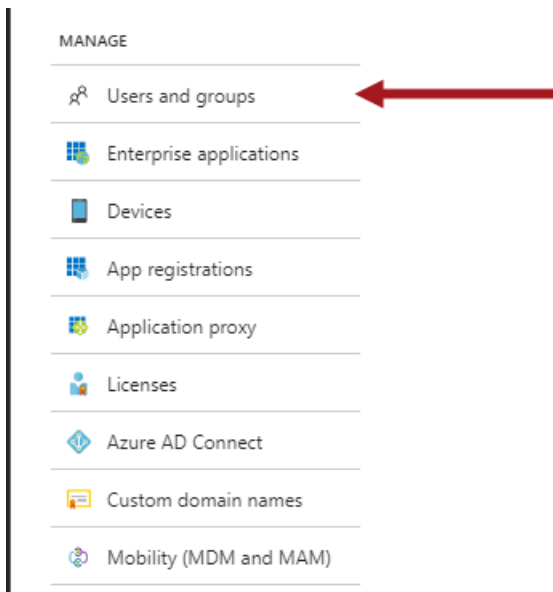 MANAGE
Users and groups
Enterprise applications
Devices
App registrations
Application proxy
Licenses
Azure AD Connect
Custom domain names
Mobility (MDM and MAM)